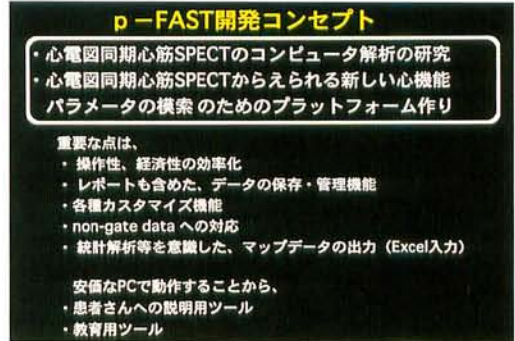 p－FAST開発コンセプト
・心電図同期心筋SPECTのコンピュータ解析の研究
・心電図同期心筋SPECTからえられる新しい心機能
パラメータの模索 のためのプラットフォーム作り
重要な点は、
・ 操作性、経済性の効率化
・ レポートも含めた、データの保存・管理機能
・各種カスタマイズ機能
・non-gate data への対応
・ 統計解析等を意識した、マップデータの出力（Excel入力）
安価なPCで動作することから、
・患者さんへの説明用ツール
・教育用ツール